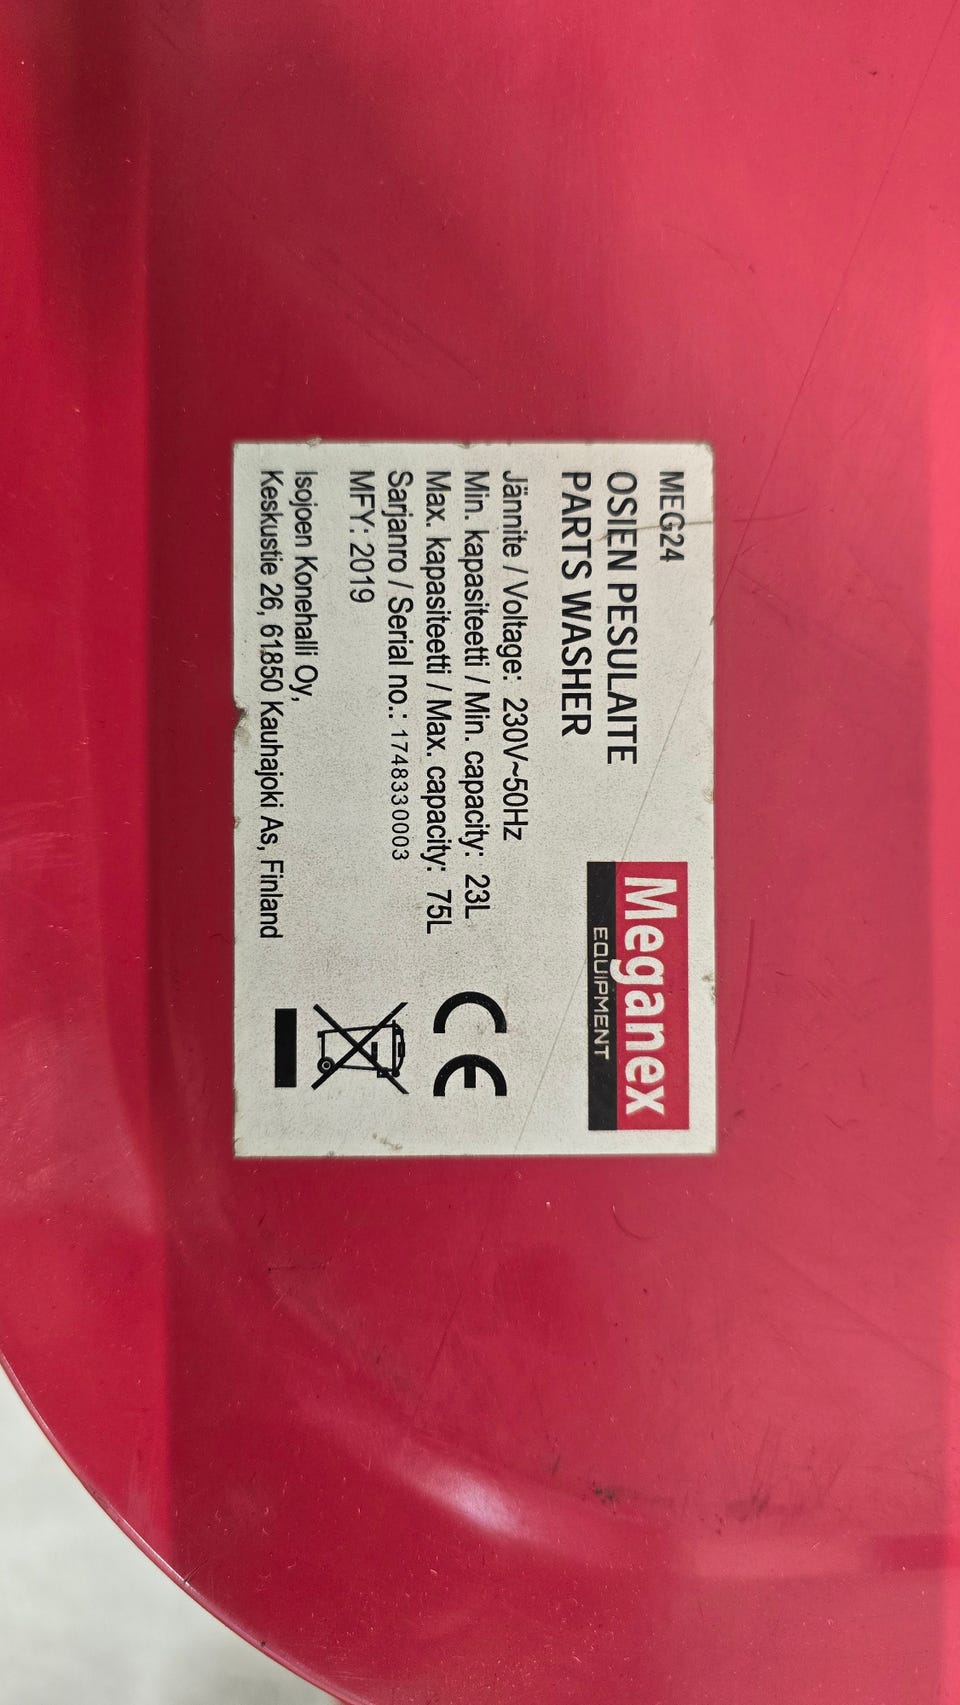 MEG24
OSIEN PESULAITE
PARTS WASHER
Meganex
EQUIPMENT
Jännite / Voltage: 230V~50Hz
Min. kapasiteetti / Min. capacity: 23L
Max. kapasiteetti / Max. capacity: 75L
Sarjanro / Serial no.: 1748330003
MFY: 2019
Isojoen Konehalli Oy,
Keskustie 26, 61850 Kauhajoki As, Finland
CE